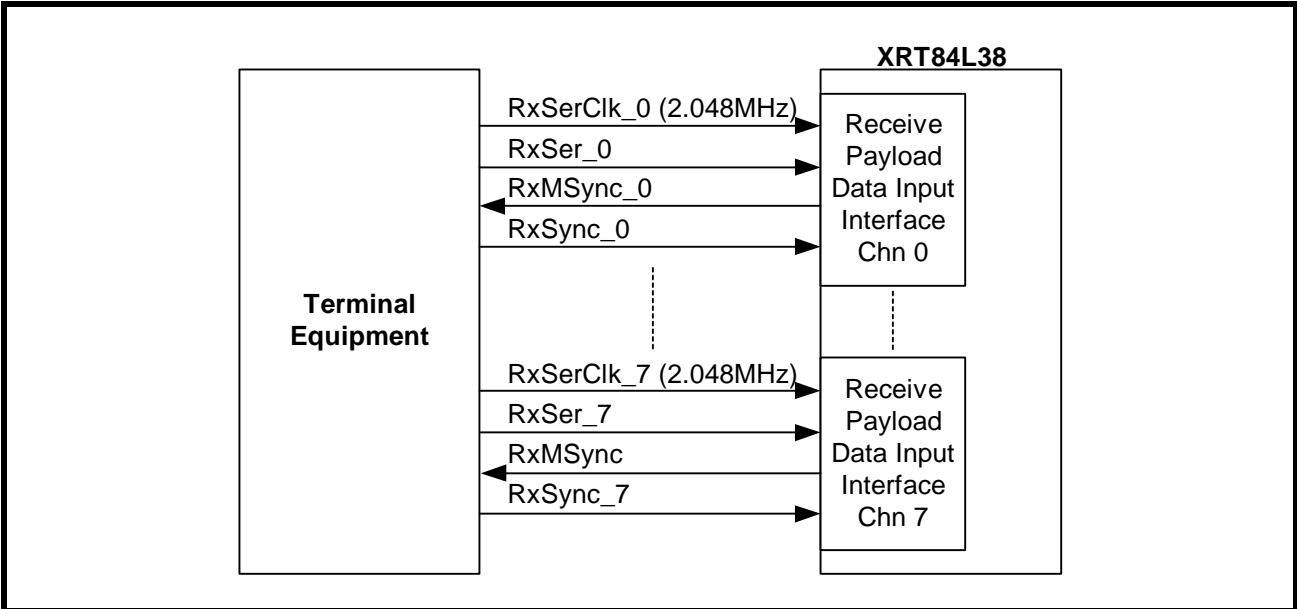 XRT84L38
RxSerClk_0 (2.048MHz)
RxSer_0
RxMSync_0
RxSync_0
Receive
Payload
Data Input
Interface
Chn 0
Terminal
Equipment
RxSerClk_7 (2.048MHz)
RxSer_7
RxMSync
RxSync_7
Receive
Payload
Data Input
Interface
Chn 7